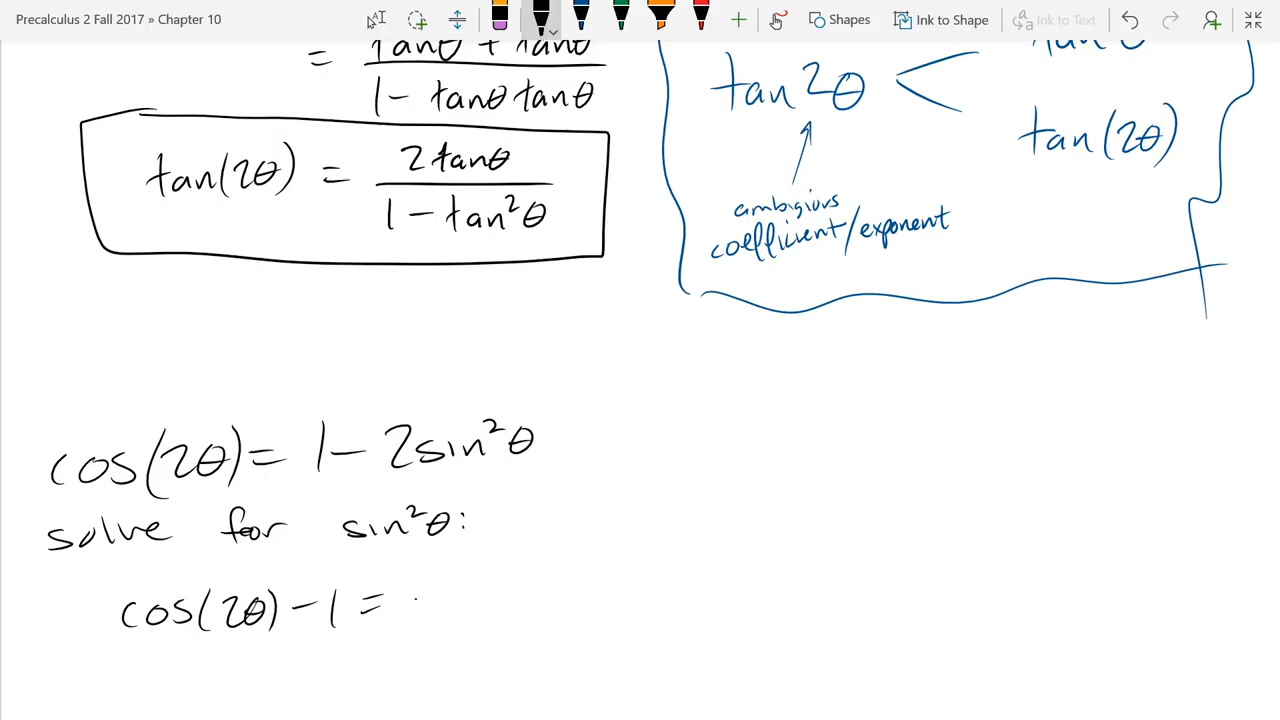 Precalculus 2 Fall 2017 » Chapter 10
Shapes
Ink to Shape
Ink to Text
= tanθ + tanθ / 1 - tanθ tanθ
tan(2θ) = 2tanθ / 1 - tan²θ
tan 2θ <
tan(2θ)
ambigious
coefficient/exponent
cos(2θ) = 1 - 2sin²θ
solve for sin²θ:
cos(2θ) - 1 =